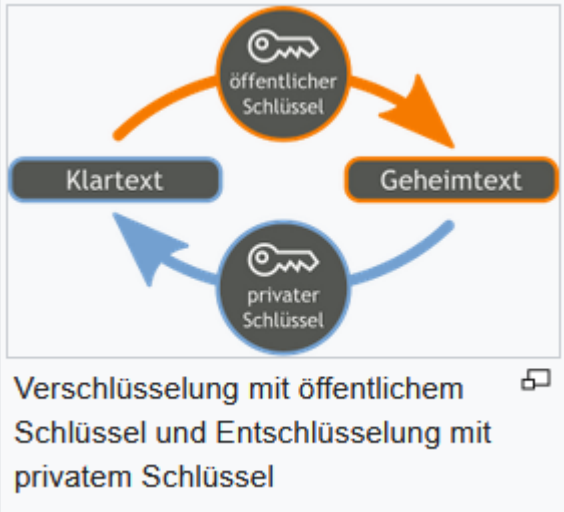 öffentlicher
Schlüssel
Klartext
Geheimtext
privater
Schlüssel
Verschlüsselung mit öffentlichem
Schlüssel und Entschlüsselung mit
privatem Schlüssel